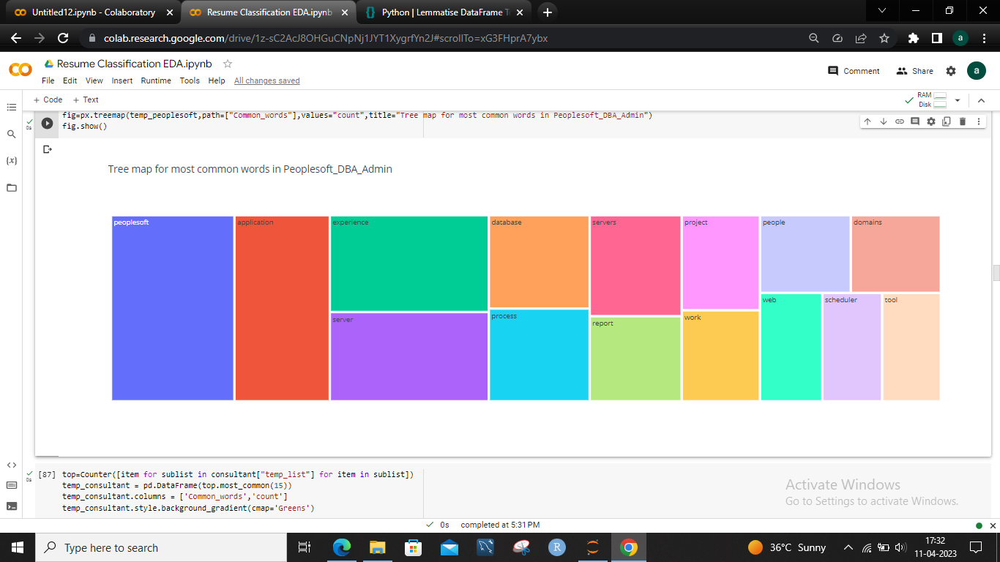 Untitled12.ipynb - Colaboratory
Resume Classification EDA.ipynb
Python | Lemmatise DataFrame T
colab.research.google.com/drive/1z-sC2AcJ8OHGuCNpNj1JYT1XygrfYn2J#scrollTo=xG3FHprA7ybx
a
Resume Classification EDA.ipynb
File Edit View Insert Runtime Tools Help All changes saved
Comment Share a
+ Code + Text
RAM
Disk
fig=px.treemap(temp_peoplesoft,path=["Common_words"],values="count",title="Tree map for most common words in Peoplesoft_DBA_Admin")
0s
fig.show()
{x}
Tree map for most common words in Peoplesoft_DBA_Admin
peoplesoft application experience database servers project people domains
web scheduler tool
server process report work
[87] top=Counter([item for sublist in consultant["temp_list"] for item in sublist])
0s
temp_consultant = pd.DataFrame(top.most_common(15))
temp_consultant.columns = ['Common_words','count']
temp_consultant.style.background_gradient(cmap='Greens')
Activate Windows
Go to Settings to activate Windows.
0s completed at 5:31 PM
Type here to search
R
36°C Sunny
17:32
11-04-2023